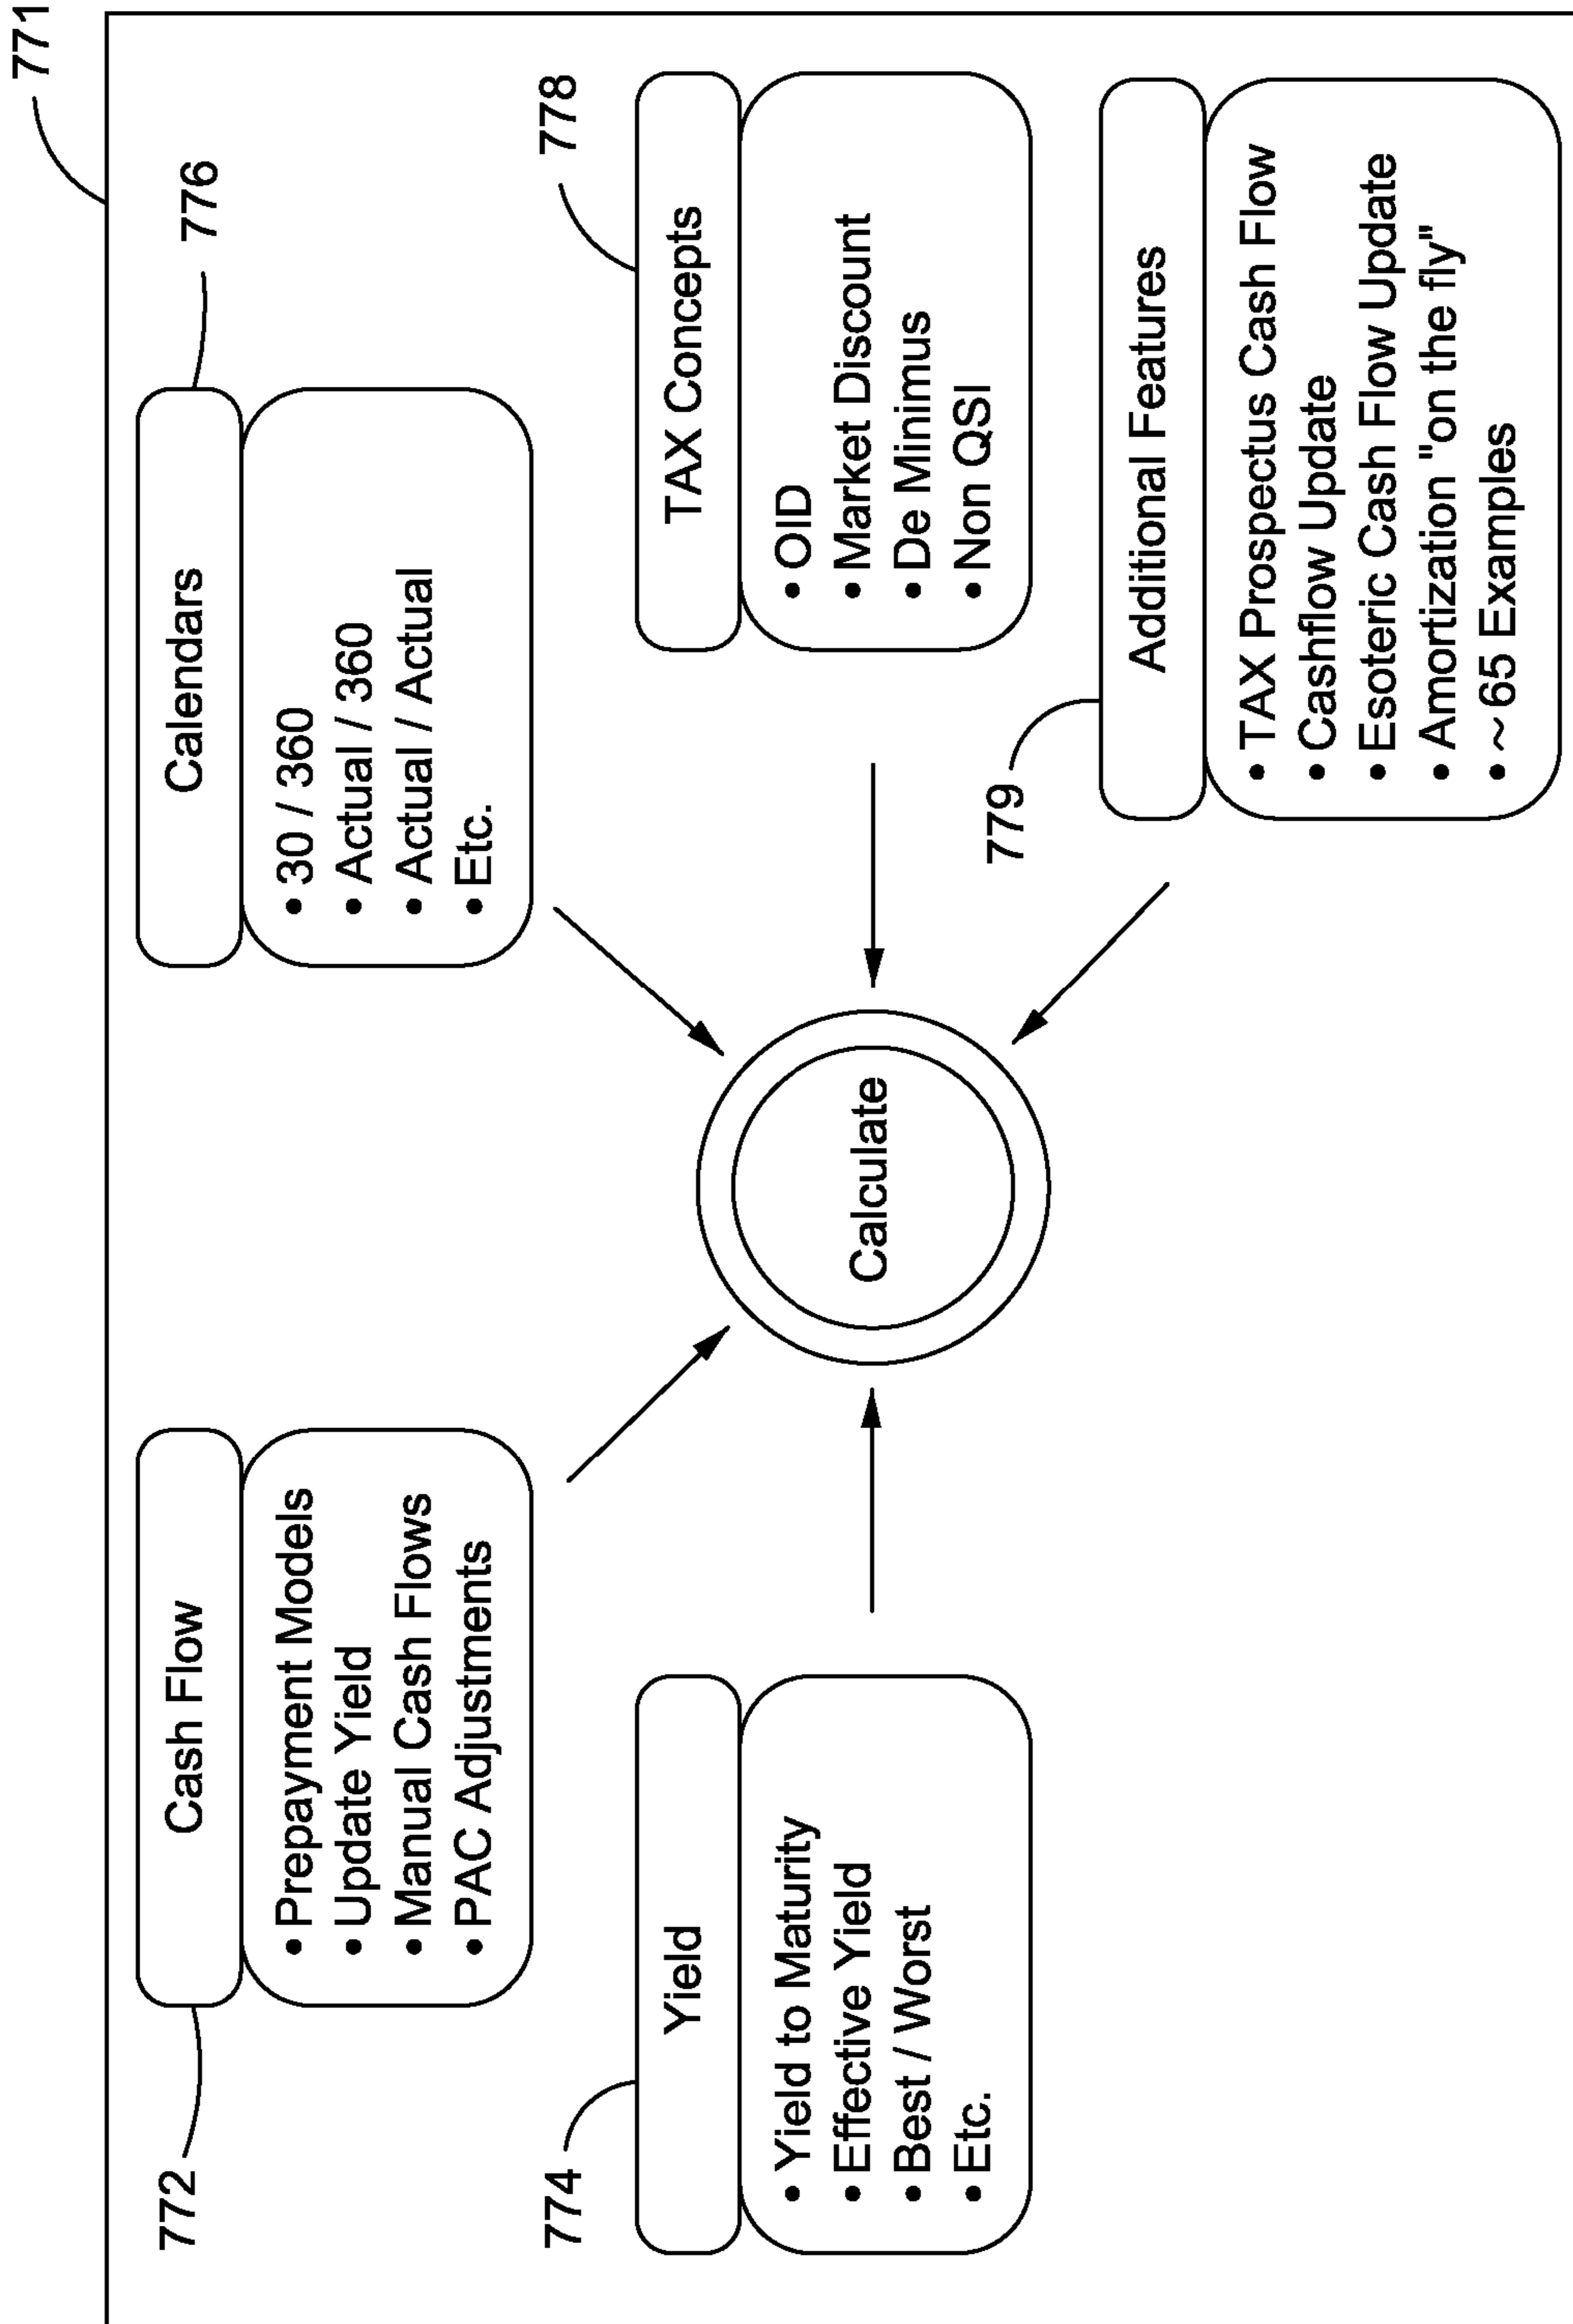 771
772
Cash Flow
• Prepayment Models
• Update Yield
• Manual Cash Flows
• PAC Adjustments
776
Calendars
• 30 / 360
• Actual / 360
• Actual / Actual
• Etc.
774
Yield
• Yield to Maturity
• Effective Yield
• Best / Worst
• Etc.
Calculate
778
TAX Concepts
• OID
• Market Discount
• De Minimus
• Non QSI
779
Additional Features
• TAX Prospectus Cash Flow
• Cashflow Update
• Esoteric Cash Flow Update
• Amortization "on the fly"
• ~65 Examples